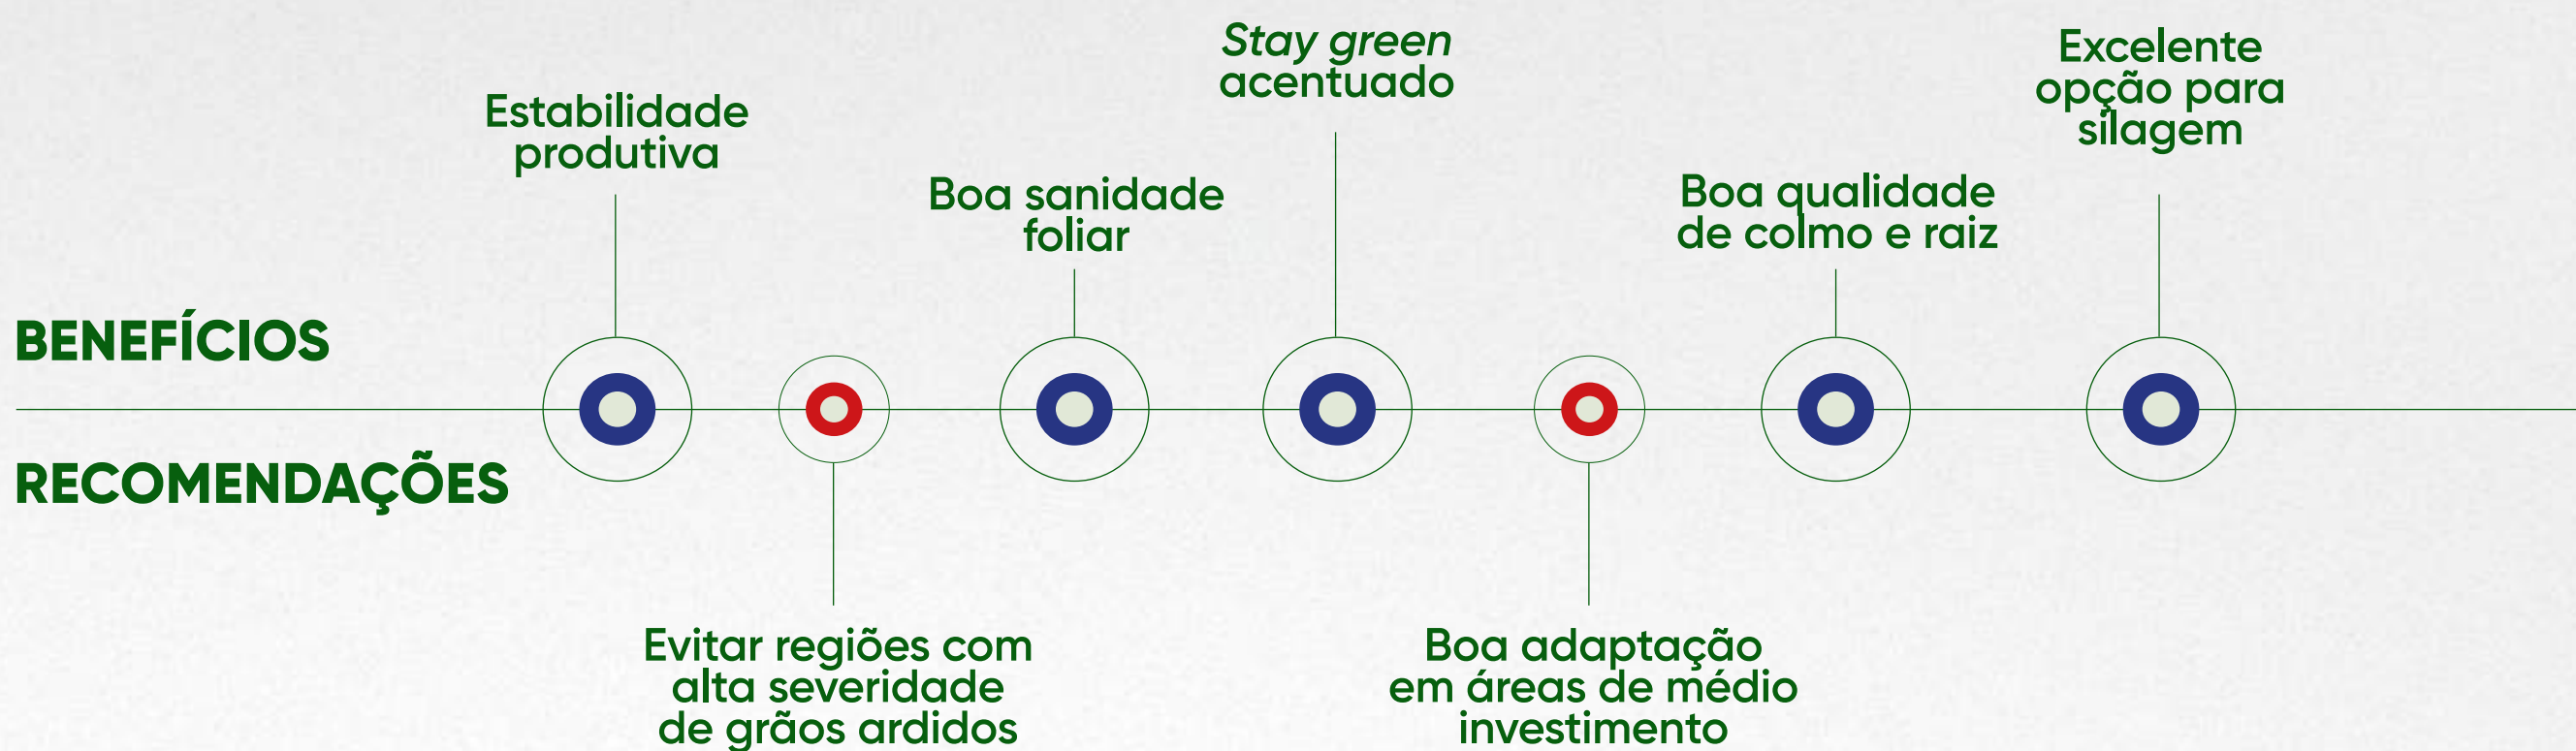 BENEFÍCIOS
Estabilidade
produtiva
Boa sanidade
foliar
Stay green
acentuado
Boa qualidade
de colmo e raiz
Excelente
opção para
silagem
RECOMENDAÇÕES
Evitar regiões com
alta severidade
de grãos ardidos
Boa adaptação
em áreas de médio
investimento